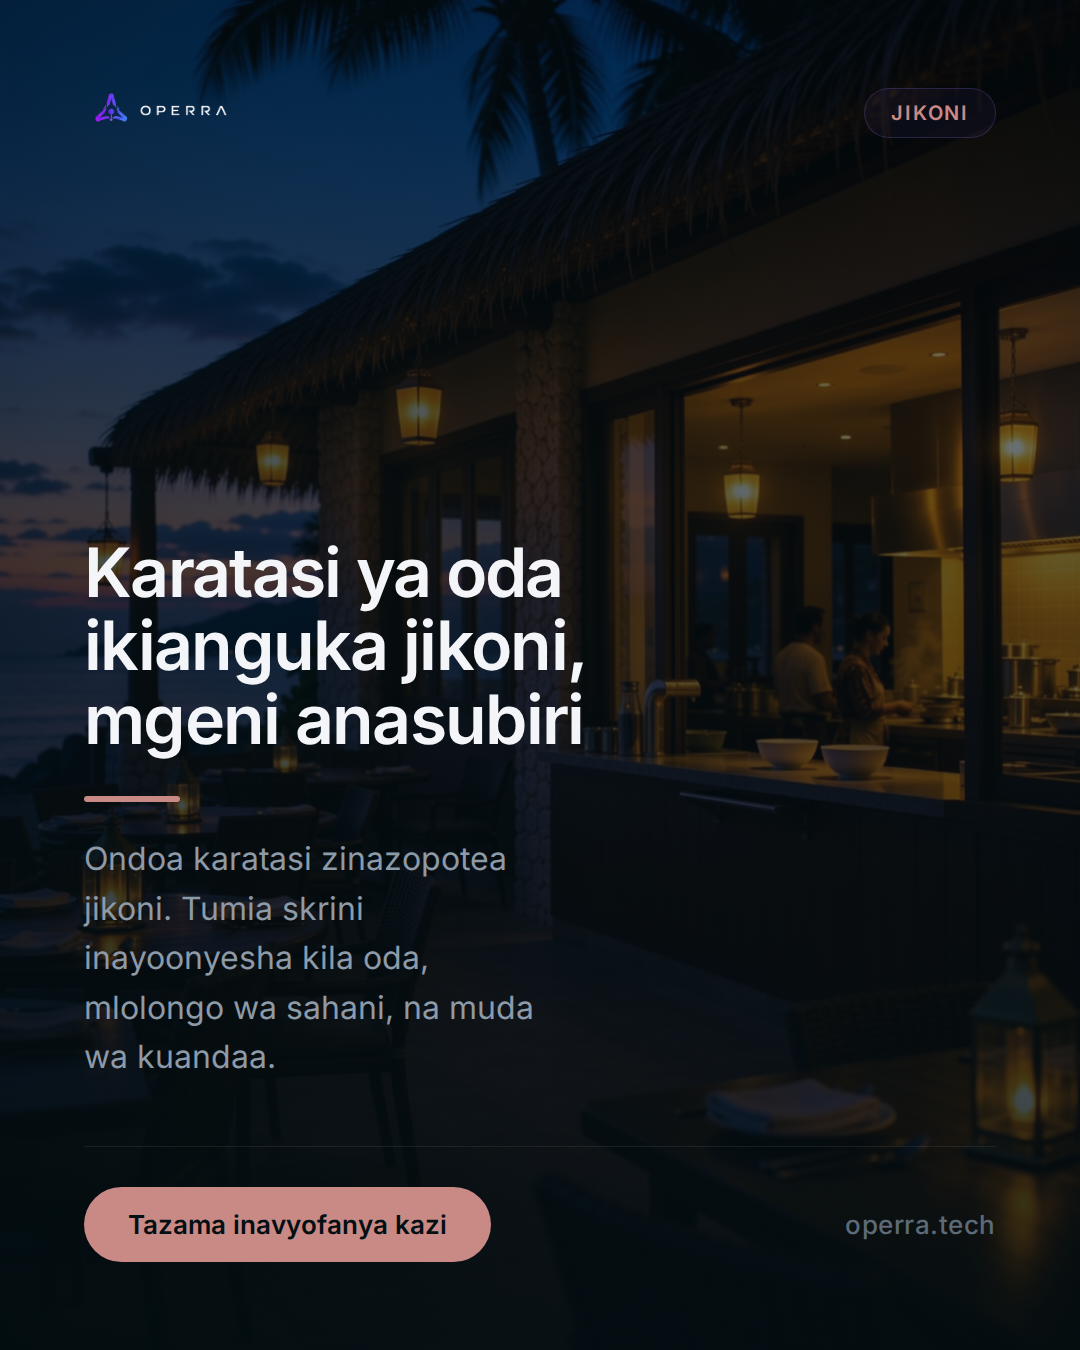 OPERRA
JIKONI
Karatasi ya oda
ikianguka jikoni,
mgeni anasubiri
Ondoa karatasi zinazopotea
jikoni. Tumia skrini
inayoonyesha kila oda,
mlolongo wa sahani, na muda
wa kuandaa.
Tazama inavyofanya kazi
operra.tech